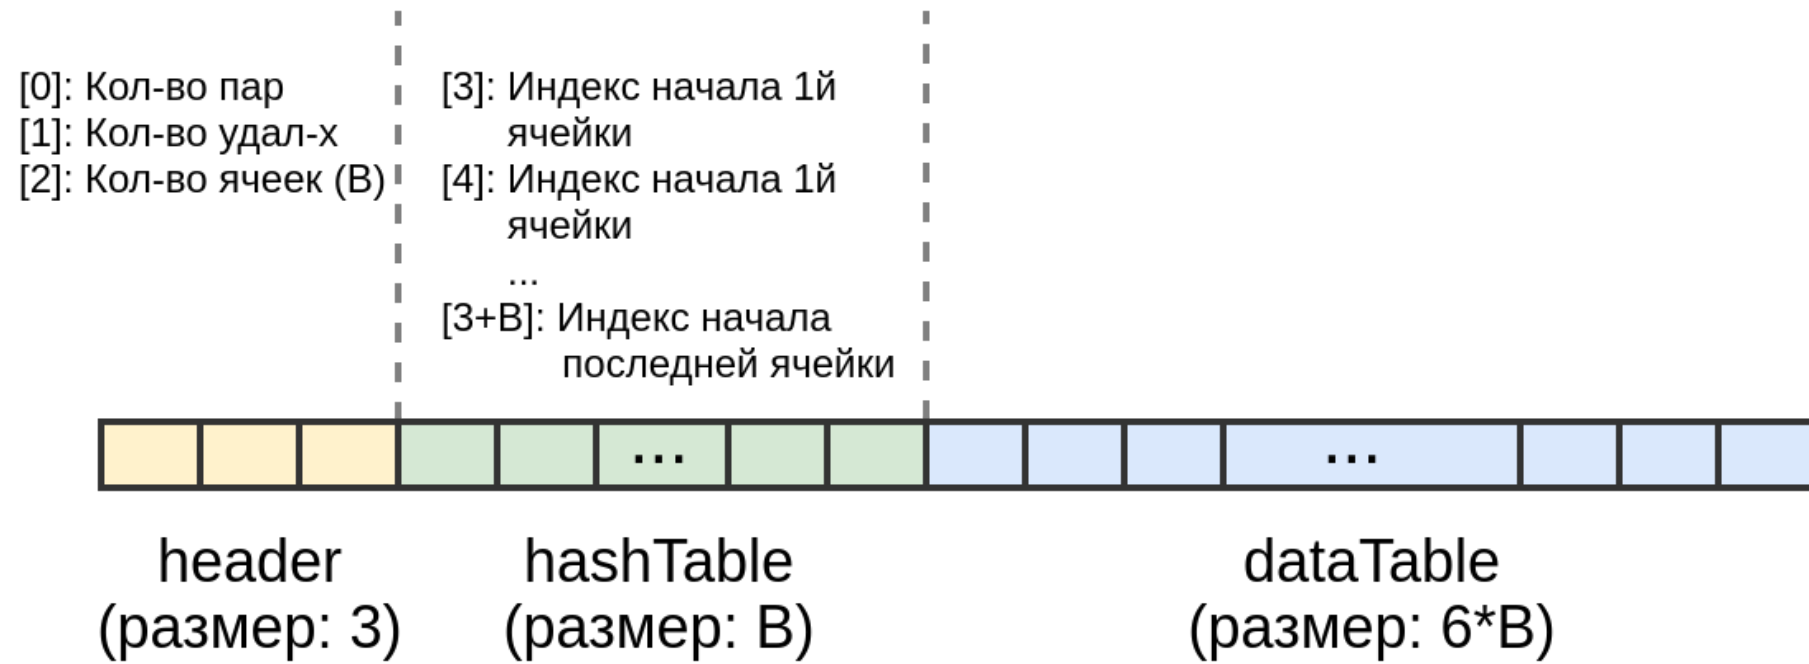 [0]: Кол-во пар
[1]: Кол-во удал-х
[2]: Кол-во ячеек (B)
[3]: Индекс начала 1й
ячейки
[4]: Индекс начала 1й
ячейки
...
[3+B]: Индекс начала
последней ячейки
...
...
header
(размер: 3)
hashTable
(размер: B)
dataTable
(размер: 6*B)